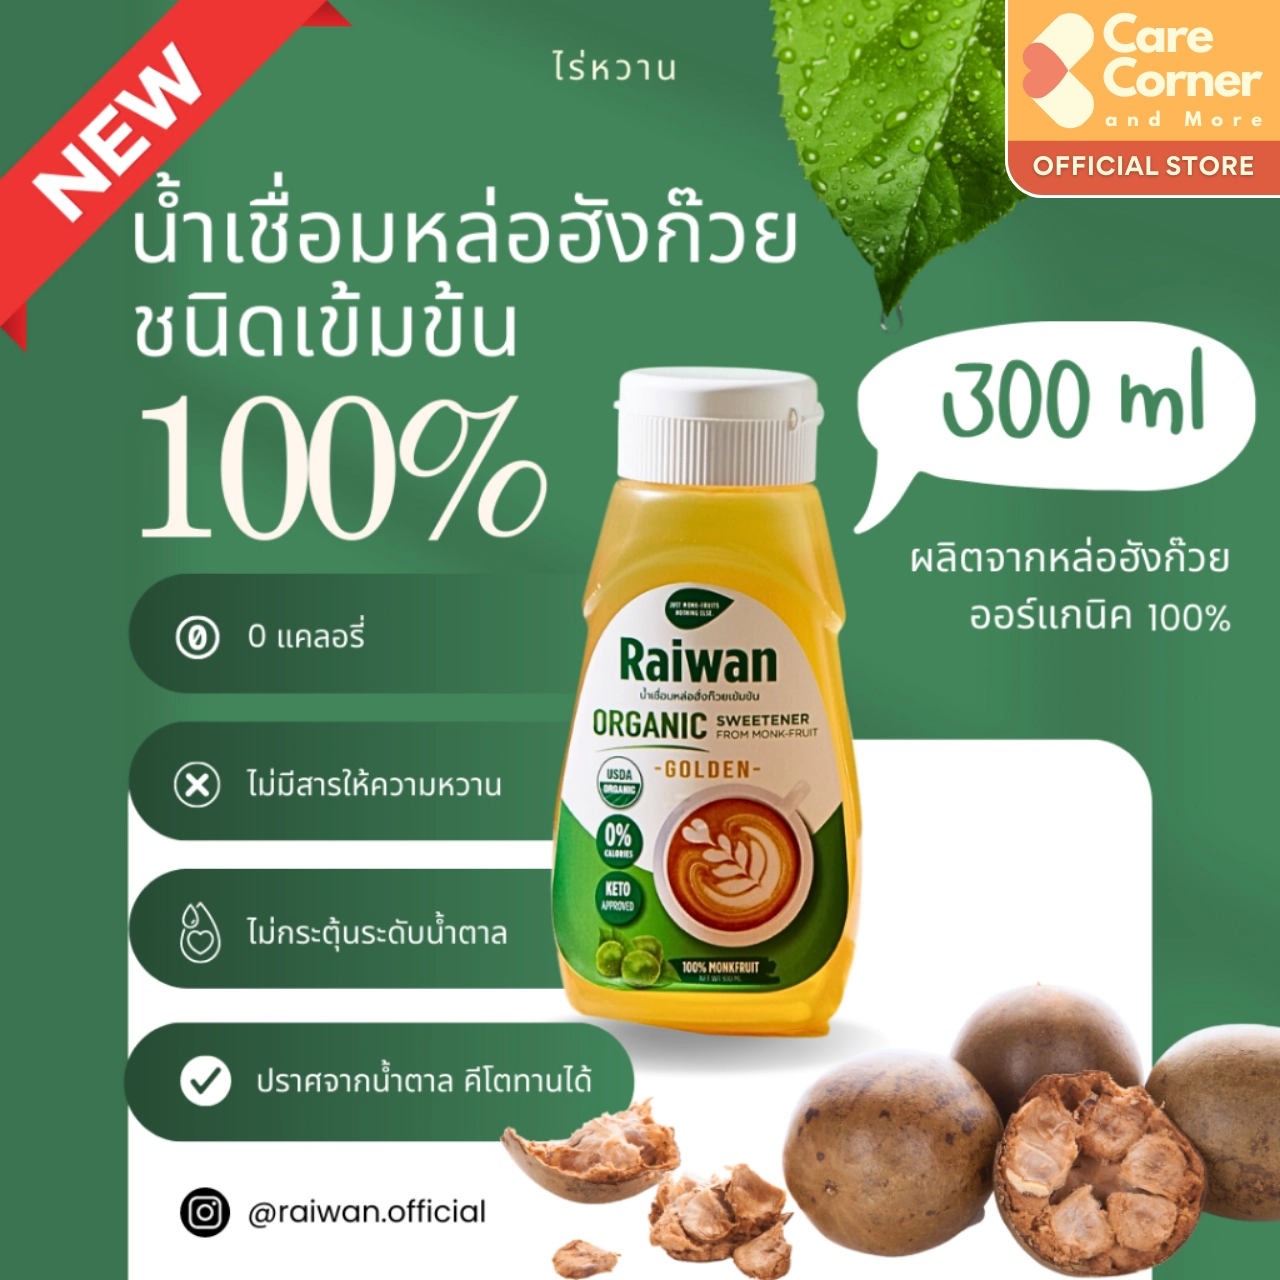 NEW
ไร่หวาน
Care
Corner
and More
OFFICIAL STORE
น้ำเชื่อมหล่อฮังก๊วย
ชนิดเข้มข้น
100%
300 ml
ผลิตจากหล่อฮังก๊วย
ออร์แกนิค 100%
0 แคลอรี่
ไม่มีสารให้ความหวาน
ไม่กระตุ้นระดับน้ำตาล
ปราศจากน้ำตาล คีโตทานได้
@raiwan.official
JUST MONK-FRUITS
NOTHING ELSE.
Raiwan
น้ำเชื่อมหล่อฮั่งก๊วยเข้มข้น
ORGANIC SWEETENER
FROM MONK-FRUIT
-GOLDEN-
USDA
ORGANIC
0%
CALORIES
KETO
APPROVED
100% MONKFRUIT